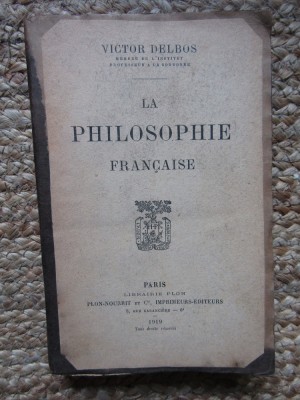 VICTOR DELBOS
MEMBRE DE L'INSTITUT
PROFESSEUR A LA SORBONNE
LA
PHILOSOPHIE
FRANÇAISE
PARIS
LIBRAIRIE PLON
PLON-NOURRIT et Cⁱᵉ, IMPRIMEURS-ÉDITEURS
8, RUE GARANCIÈRE — 6ᵉ
1919
Tous droits réservés